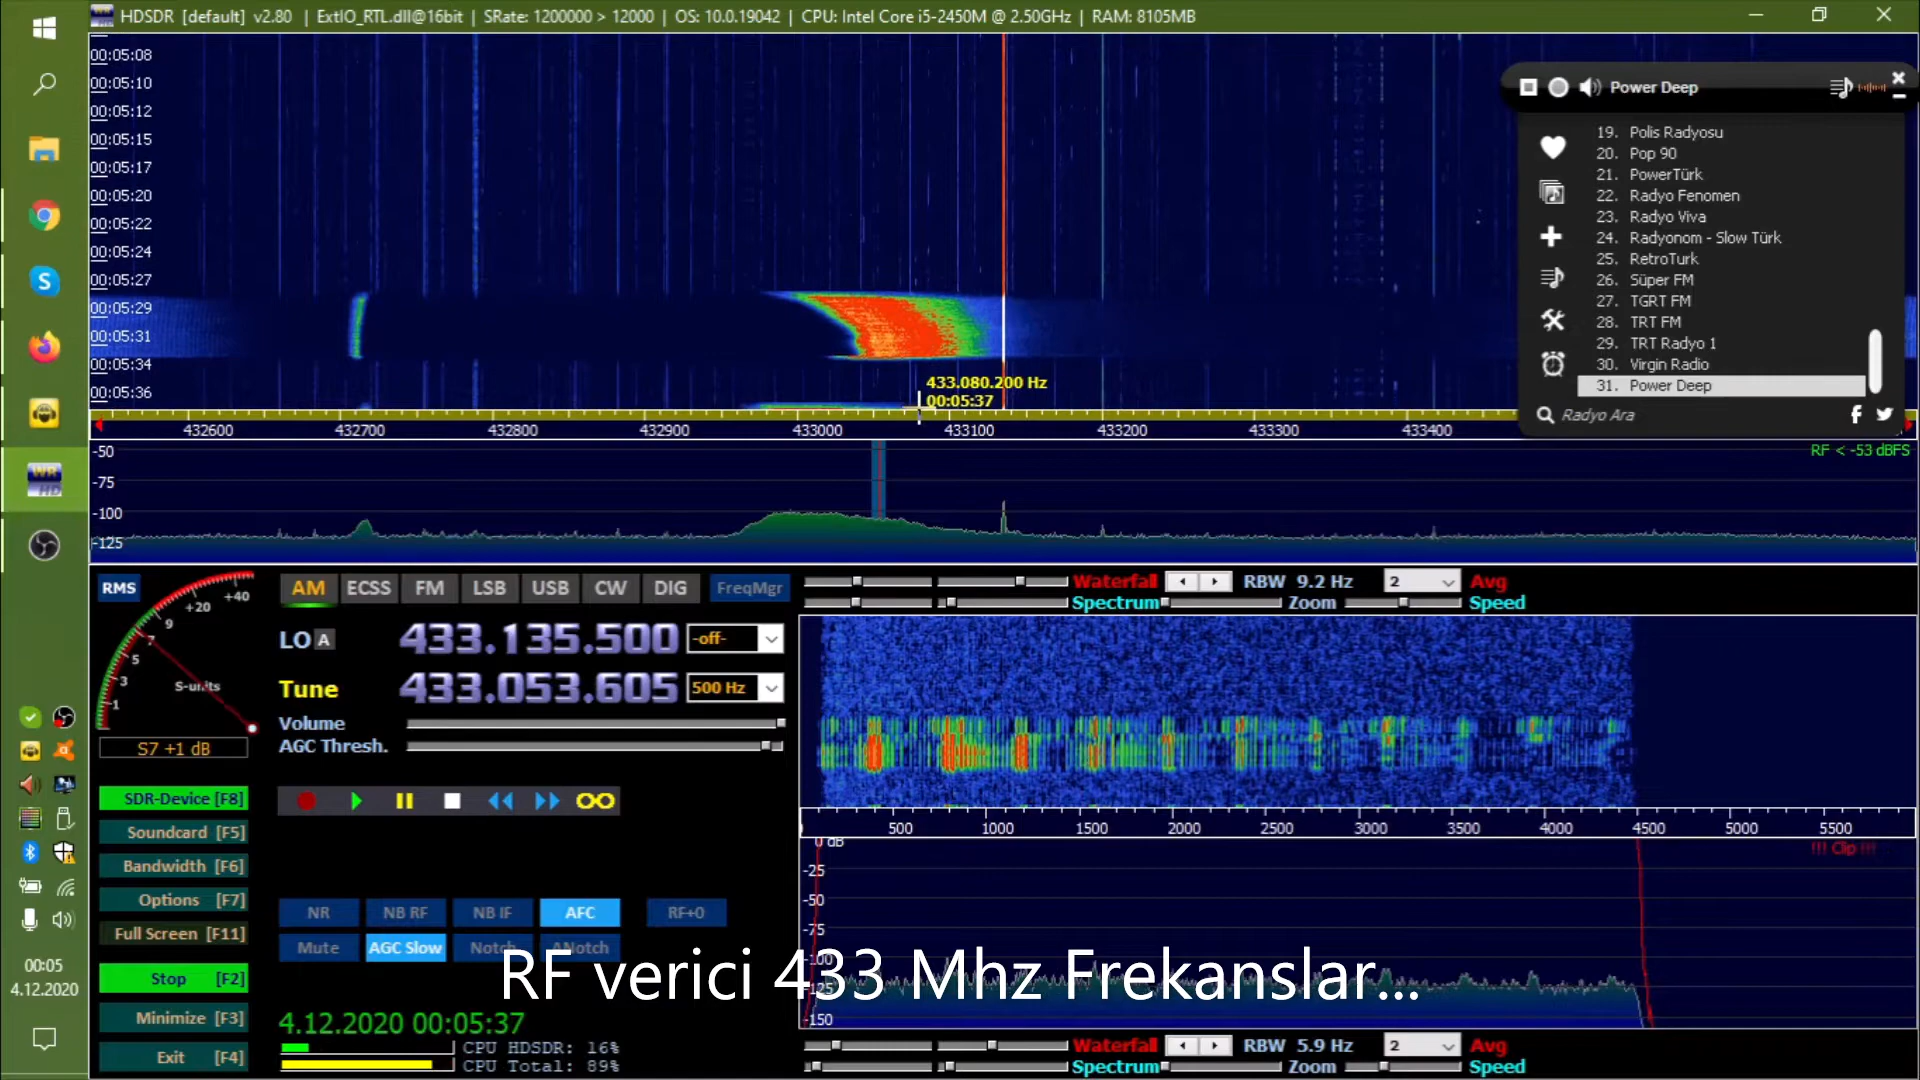 HDSDR [default] v2.80 | ExtIO_RTL.dll@16bit | SRate: 1200000 > 12000 | OS: 10.0.19042 | CPU: Intel Core i5-2450M @ 2.50GHz | RAM: 8105MB
00:05:08
00:05:10
00:05:12
00:05:15
00:05:17
00:05:20
00:05:22
00:05:24
00:05:27
00:05:29
00:05:31
00:05:34
00:05:36
433.080.200 Hz
00:05:37
Power Deep
19. Polis Radyosu
20. Pop 90
21. PowerTürk
22. Radyo Fenomen
23. Radyo Viva
24. Radyonom - Slow Türk
25. RetroTurk
26. Süper FM
27. TGRT FM
28. TRT FM
29. TRT Radyo 1
30. Virgin Radio
31. Power Deep
Radyo Ara
432600 432700 432800 432900 433000 433100 433200 433300 433400
RF < -53 dBFS
-50
-75
-100
-125
RMS
1 3 5 7 9 +20 +40
S-units
S7 +1 dB
AM ECSS FM LSB USB CW DIG FreqMgr
LO A 433.135.500 -off-
Tune 433.053.605 500 Hz
Volume
AGC Thresh.
SDR-Device [F8]
Soundcard [F5]
Bandwidth [F6]
Options [F7]
Full Screen [F11]
Stop [F2]
Minimize [F3]
Exit [F4]
NR NB RF NB IF AFC RF+0
Mute AGC Slow Notch ANotch
4.12.2020 00:05:37
CPU HDSDR: 16%
CPU Total: 89%
Waterfall RBW 9.2 Hz 2 Avg
Spectrum Zoom Speed
500 1000 1500 2000 2500 3000 3500 4000 4500 5000 5500
0 dB
!!! Clip !!!
-25
-50
-75
-100
-125
-150
Waterfall RBW 5.9 Hz 2 Avg
Spectrum Zoom Speed
RF verici 433 Mhz Frekanslar...
00:05
4.12.2020